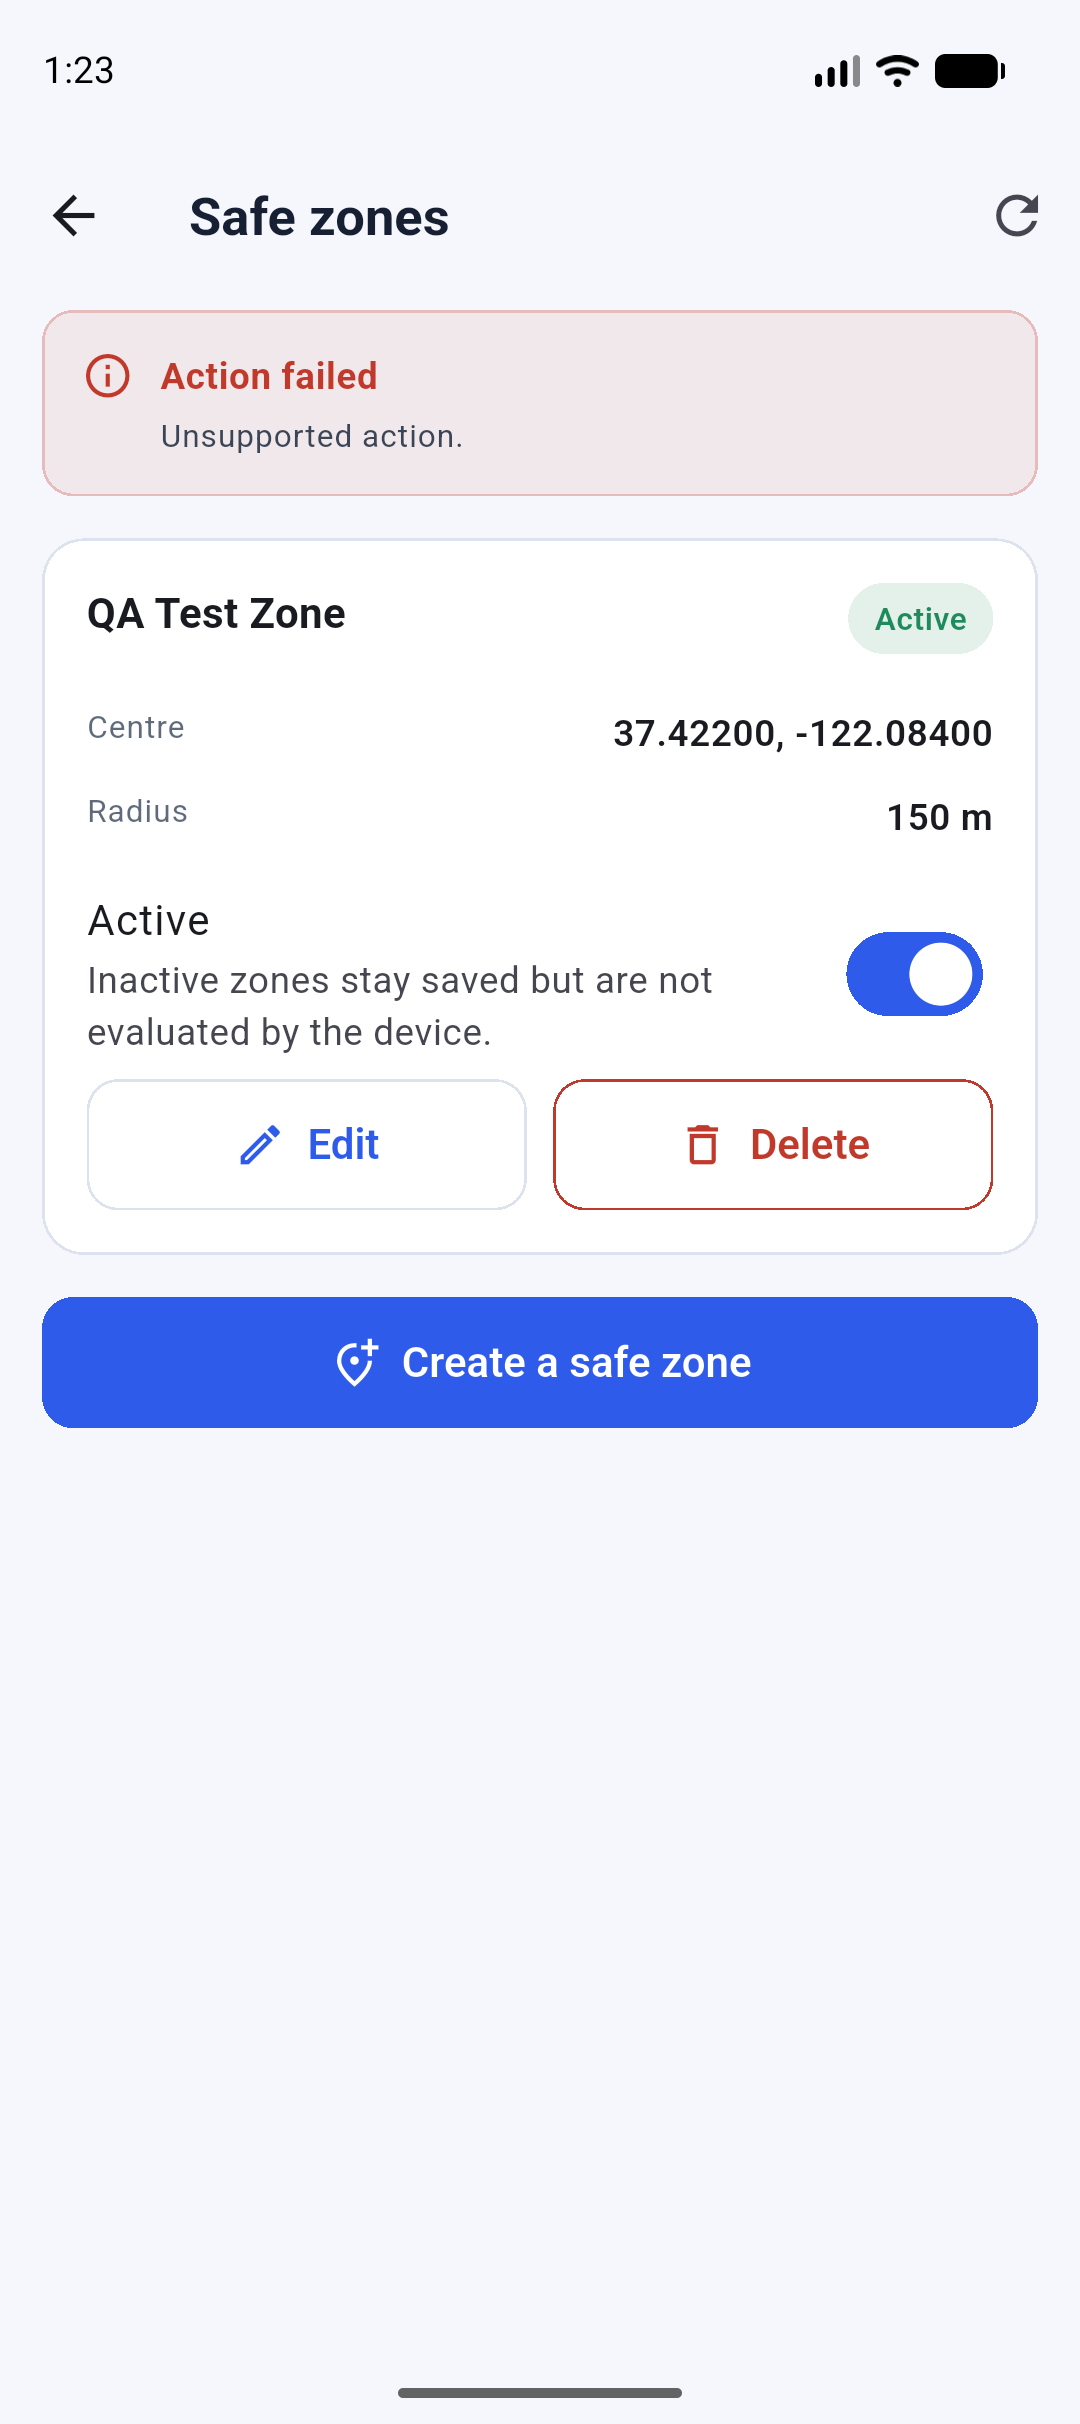 1:23
Safe zones
Action failed
Unsupported action.
QA Test Zone
Active
Centre
37.42200, -122.08400
Radius
150 m
Active
Inactive zones stay saved but are not
evaluated by the device.
Edit
Delete
Create a safe zone